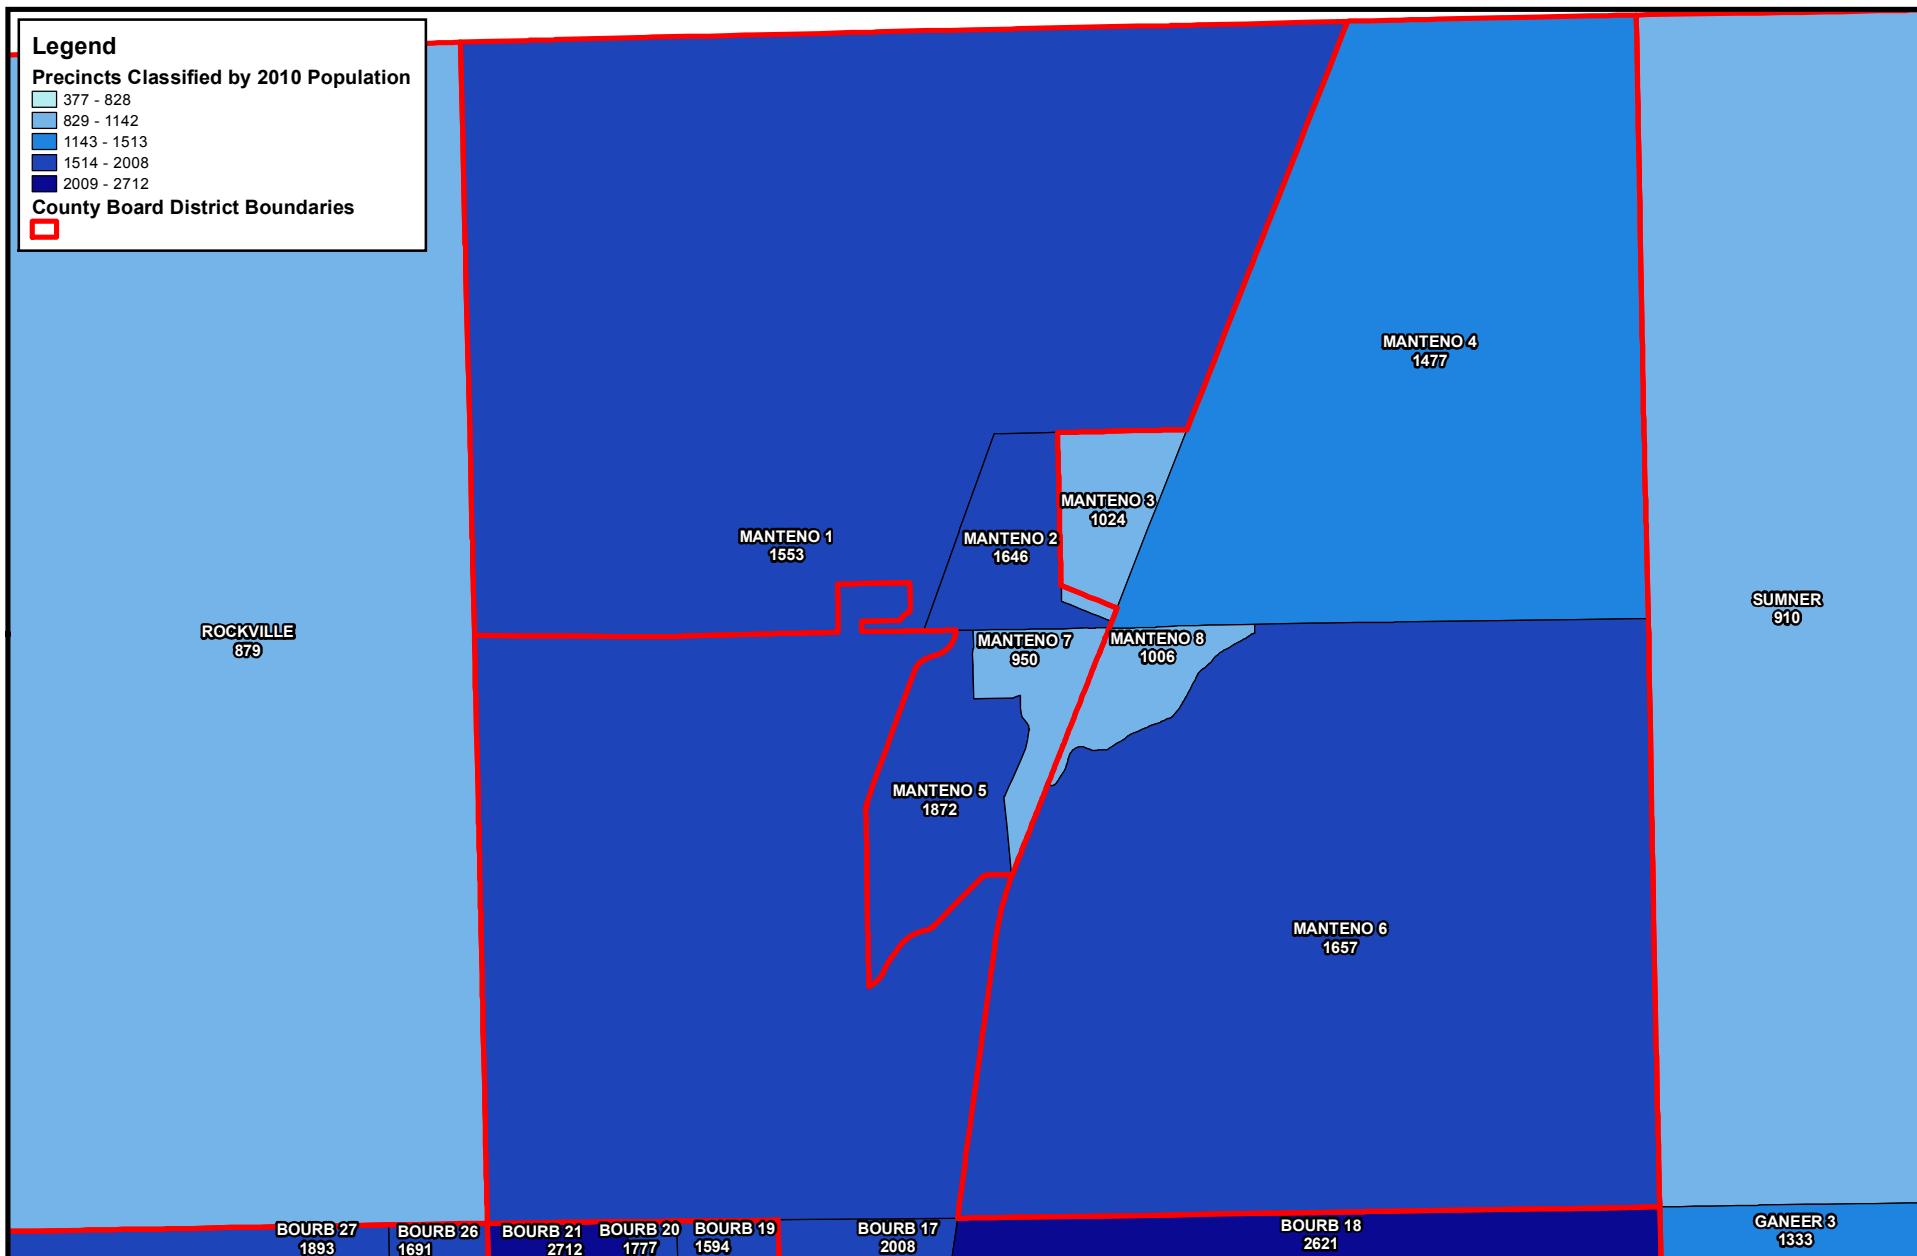 Legend
Precincts Classified by 2010 Population
377 - 828
829 - 1142
1143 - 1513
1514 - 2008
2009 - 2712
County Board District Boundaries
MANTENO 4
1477
MANTENO 3
1024
MANTENO 1
1553
MANTENO 2
1646
ROCKVILLE
879
SUMNER
910
MANTENO 7
950
MANTENO 8
1006
MANTENO 5
1872
MANTENO 6
1657
BOURB 27
1893
BOURB 26
1691
BOURB 21
2712
BOURB 20
1777
BOURB 19
1594
BOURB 17
2008
BOURB 18
2621
GANEER 3
1333